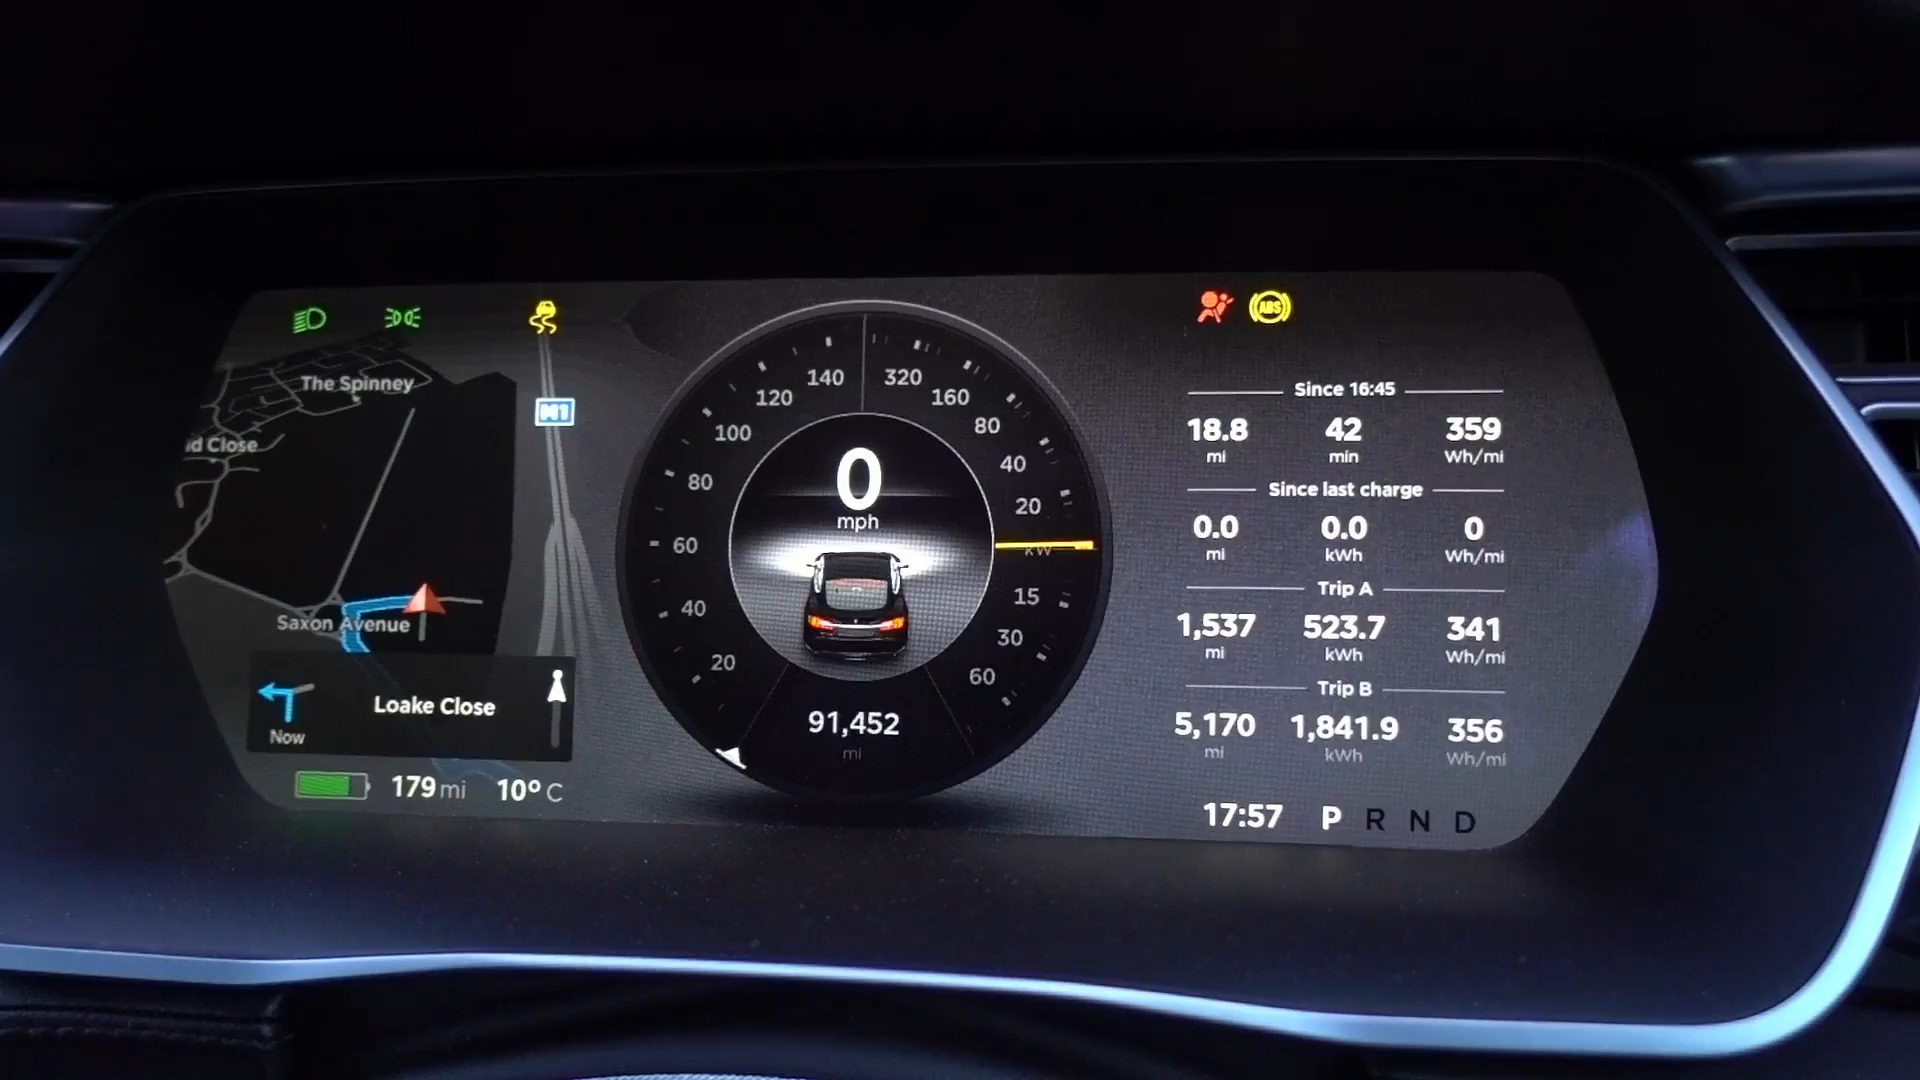 ABS
The Spinney
id Close
M1
Saxon Avenue
Loake Close
Now
179 mi 10° C
140 320
120 160
100 80
80 40
20
60 kW
40 15
30
20 60
0
mph
91,452
mi
Since 16:45
18.8 42 359
mi min Wh/mi
Since last charge
0.0 0.0 0
mi kWh Wh/mi
Trip A
1,537 523.7 341
mi kWh Wh/mi
Trip B
5,170 1,841.9 356
mi kWh Wh/mi
17:57 P R N D